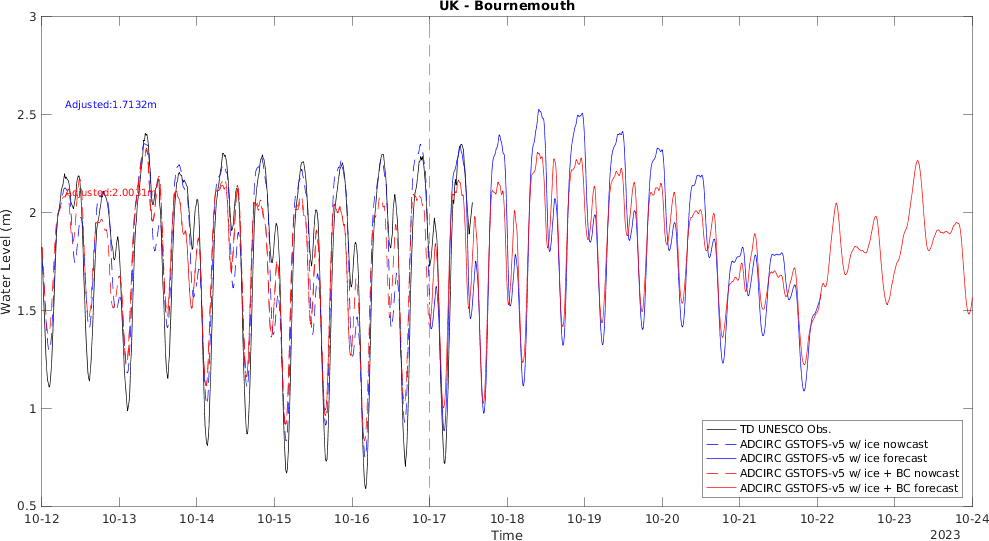 UK - Bournemouth
Water Level (m)
3
2.5
2
1.5
1
0.5
Adjusted:1.7132m
Adjusted:2.0031m
TD UNESCO Obs.
ADCIRC GSTOFS-v5 w/ ice nowcast
ADCIRC GSTOFS-v5 w/ ice forecast
ADCIRC GSTOFS-v5 w/ ice + BC nowcast
ADCIRC GSTOFS-v5 w/ ice + BC forecast
10-12 10-13 10-14 10-15 10-16 10-17 10-18 10-19 10-20 10-21 10-22 10-23 10-24
Time
2023